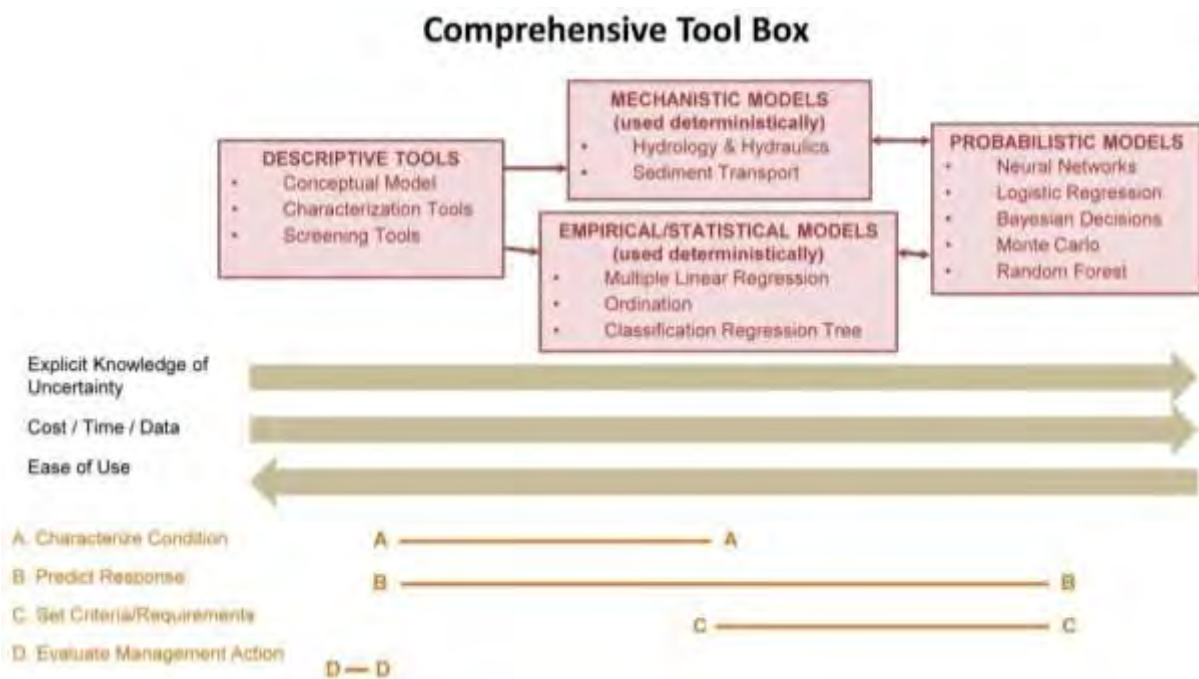 Comprehensive Tool Box
DESCRIPTIVE TOOLS
• Conceptual Model
• Characterization Tools
• Screening Tools
MECHANISTIC MODELS
(used deterministically)
• Hydrology & Hydraulics
• Sediment Transport
EMPIRICAL/STATISTICAL MODELS
(used deterministically)
• Multiple Linear Regression
• Ordination
• Classification Regression Tree
PROBABILISTIC MODELS
• Neural Networks
• Logistic Regression
• Bayesian Decisions
• Monte Carlo
• Random Forest
Explicit Knowledge of
Uncertainty
Cost / Time / Data
Ease of Use
A. Characterize Condition
A A
B. Predict Response
B B
C. Set Criteria/Requirements
C C
D. Evaluate Management Action
D D